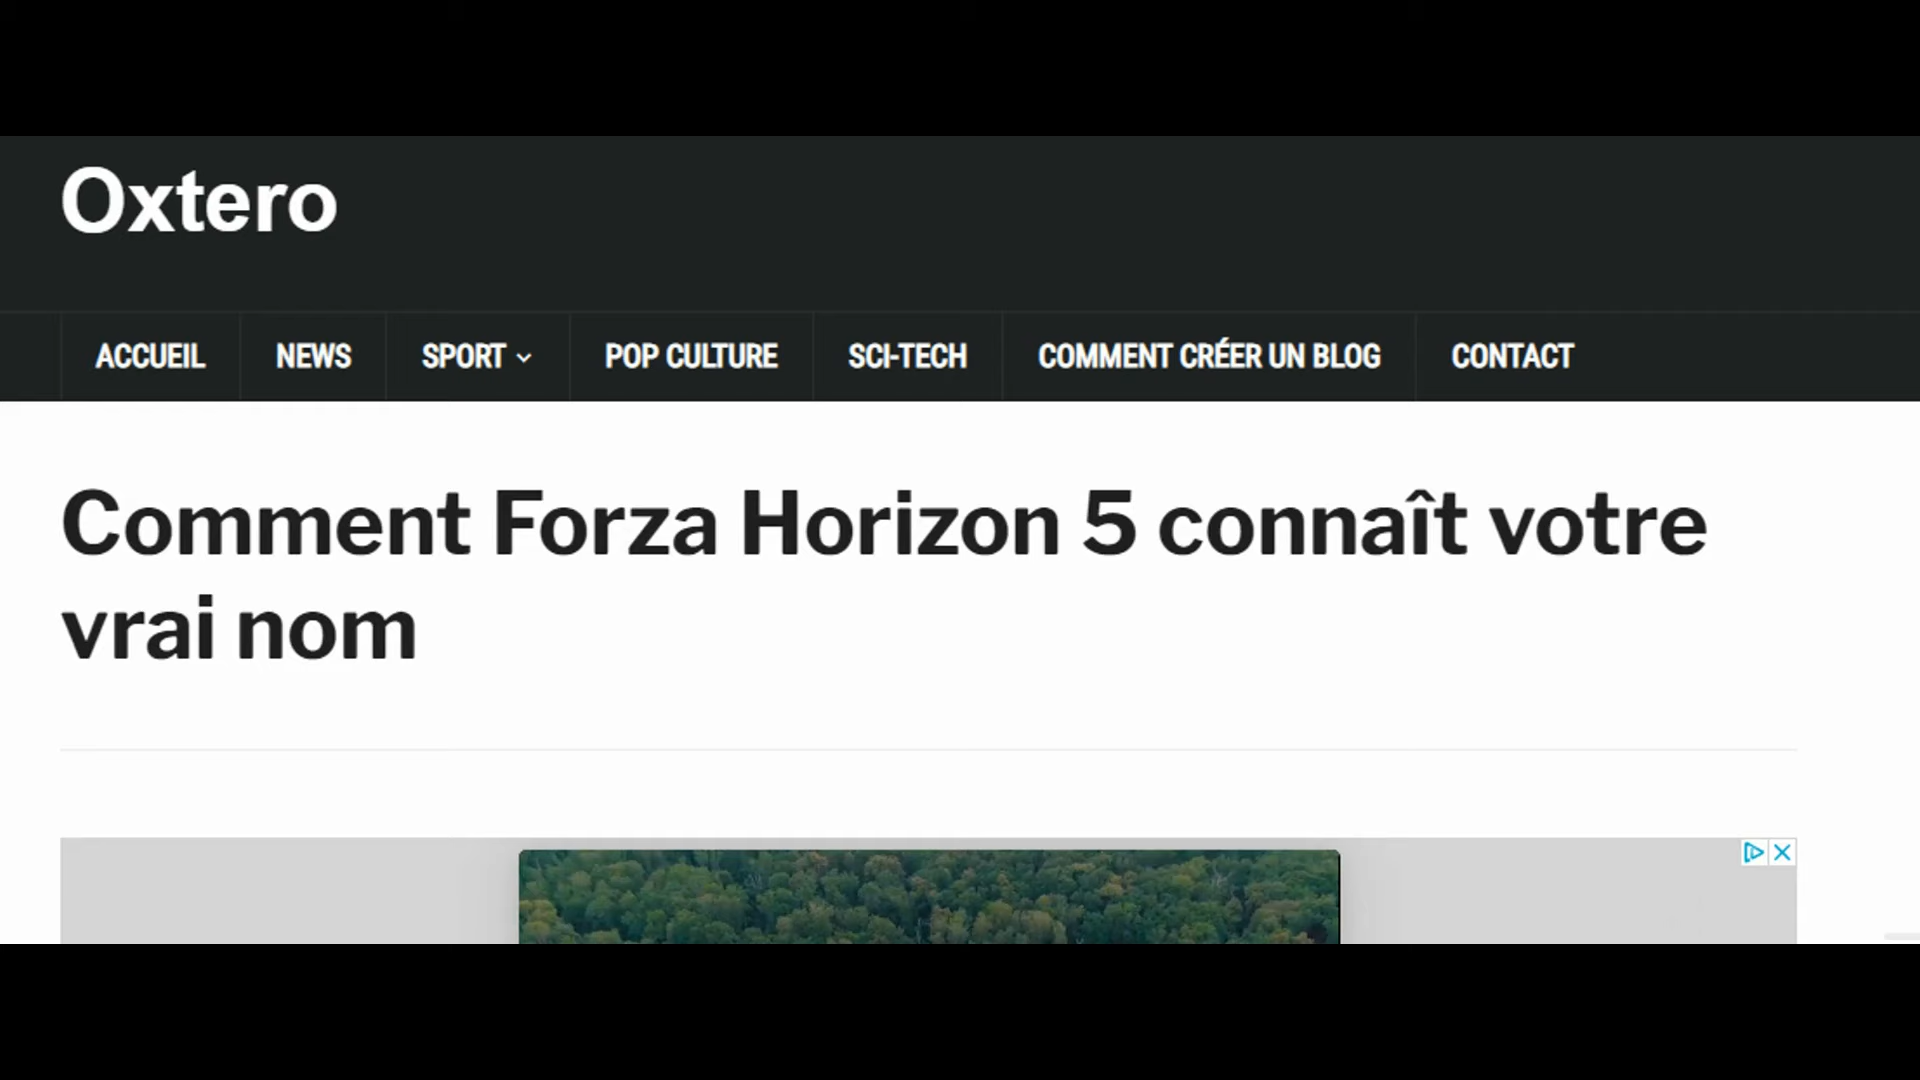 Oxtero
ACCUEIL NEWS SPORT POP CULTURE SCI-TECH COMMENT CRÉER UN BLOG CONTACT
Comment Forza Horizon 5 connaît votre
vrai nom